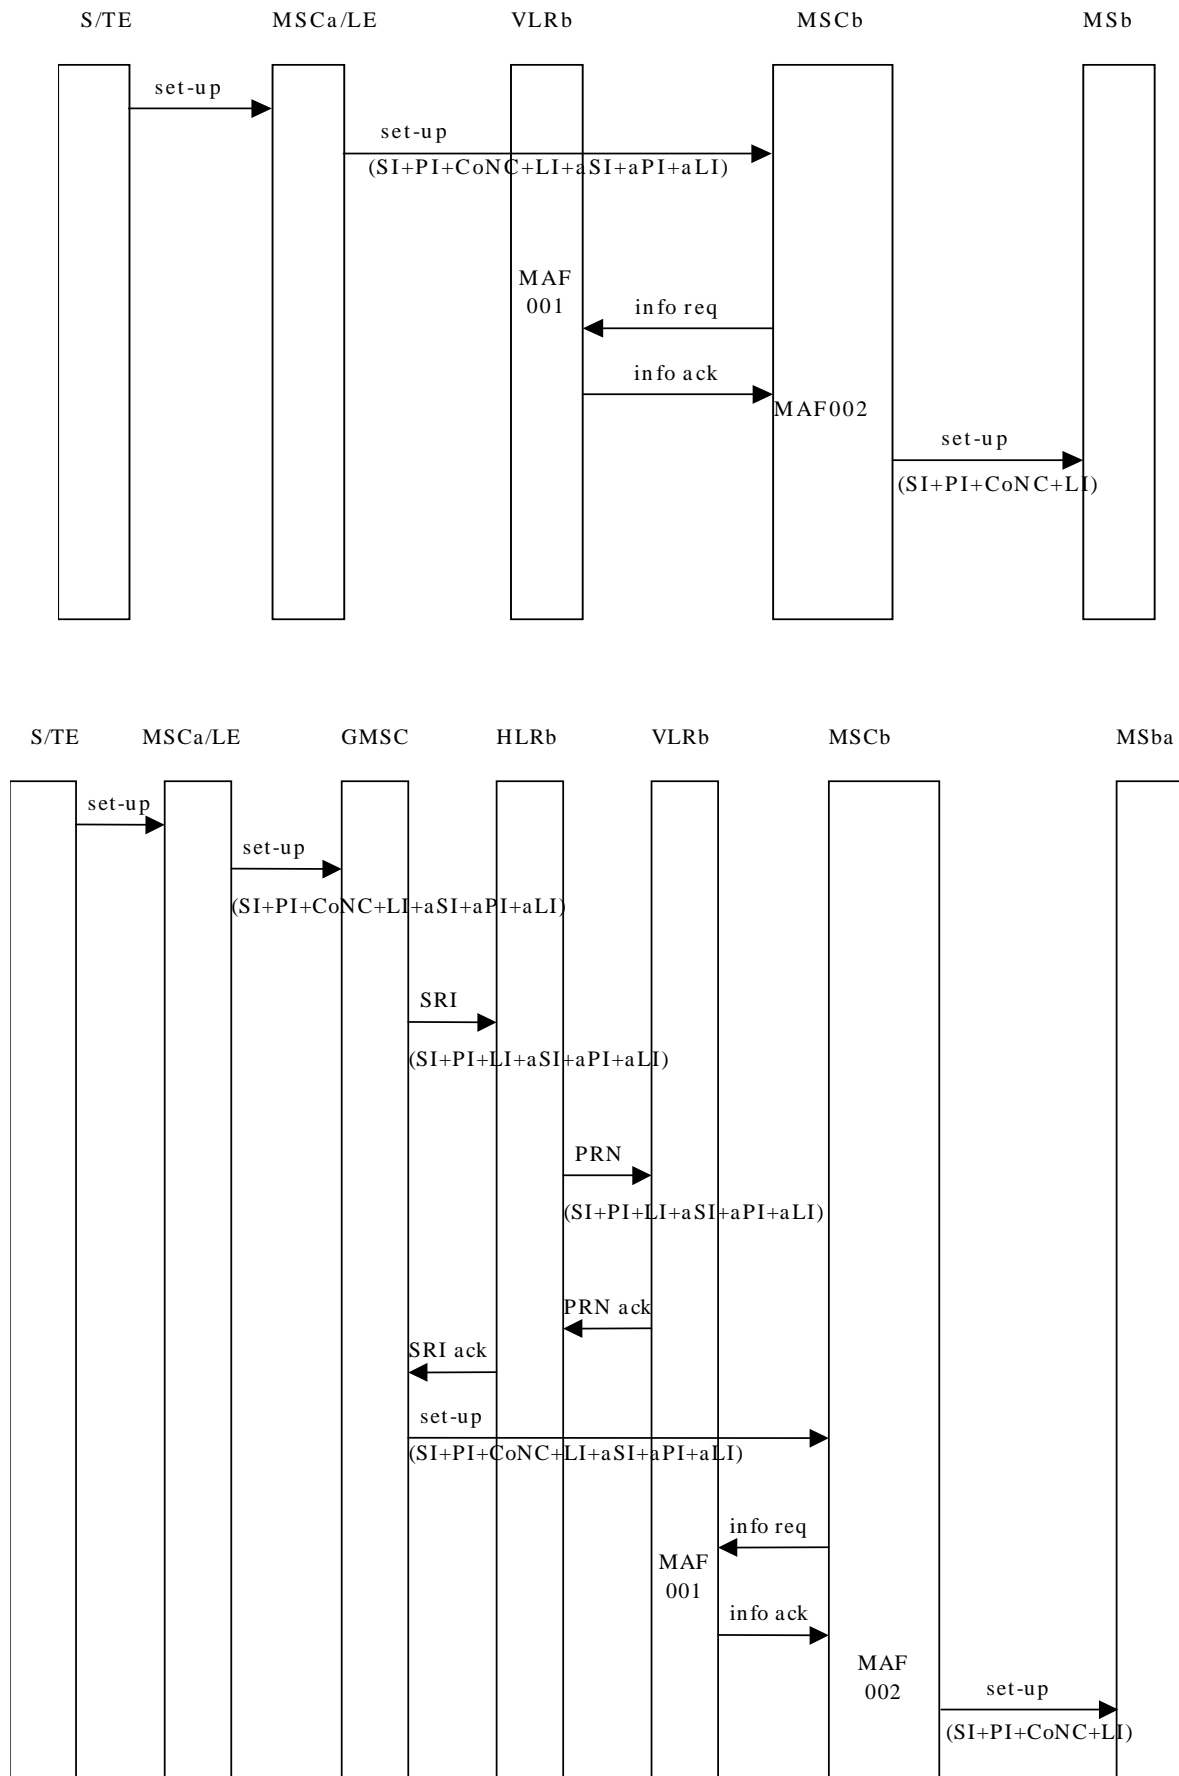 S/TE MSCa/LE VLRb MSCb MSb
set-up
set-up
(SI+PI+CoNC+LI+aSI+aPI+aLI)
MAF
001
info req
info ack
MAF002
set-up
(SI+PI+CoNC+LI)
S/TE MSCa/LE GMSC HLRb VLRb MSCb MSba
set-up
set-up
(SI+PI+CoNC+LI+aSI+aPI+aLI)
SRI
(SI+PI+LI+aSI+aPI+aLI)
PRN
(SI+PI+LI+aSI+aPI+aLI)
PRN ack
SRI ack
set-up
(SI+PI+CoNC+LI+aSI+aPI+aLI)
info req
MAF
001
info ack
MAF
002
set-up
(SI+PI+CoNC+LI)